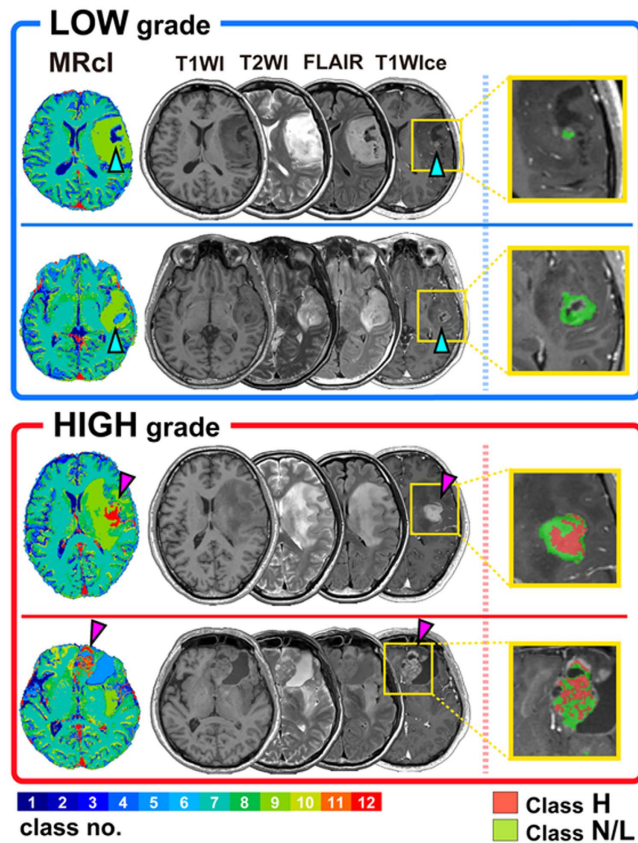 LOW grade
MRcl
T1WI T2WI FLAIR T1WIce
HIGH grade
1 2 3 4 5 6 7 8 9 10 11 12
class no.
Class H
Class N/L